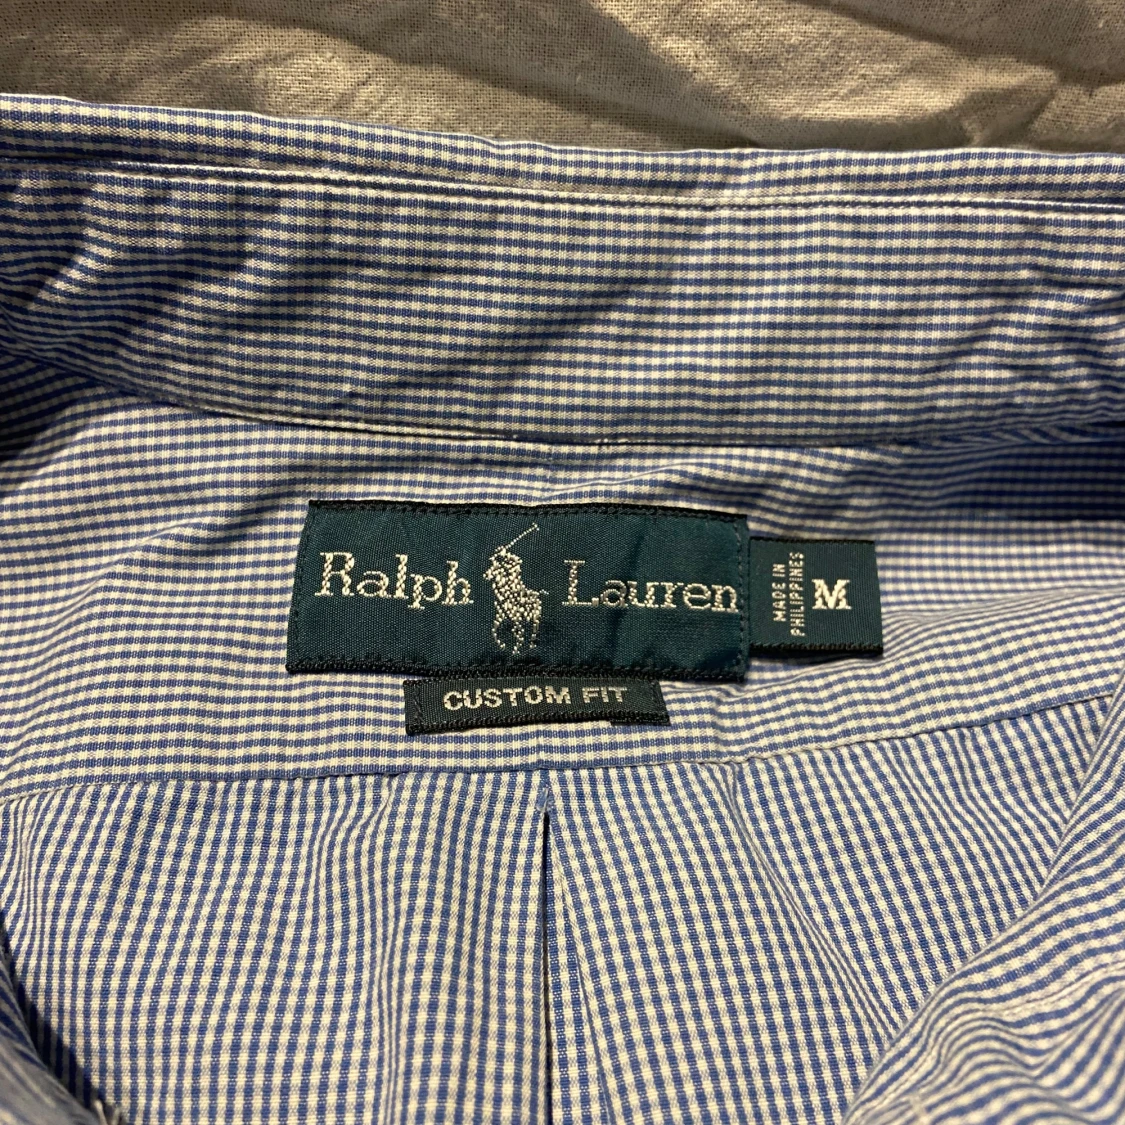 Ralph Lauren
MADE IN
PHILIPPINES
M
CUSTOM FIT